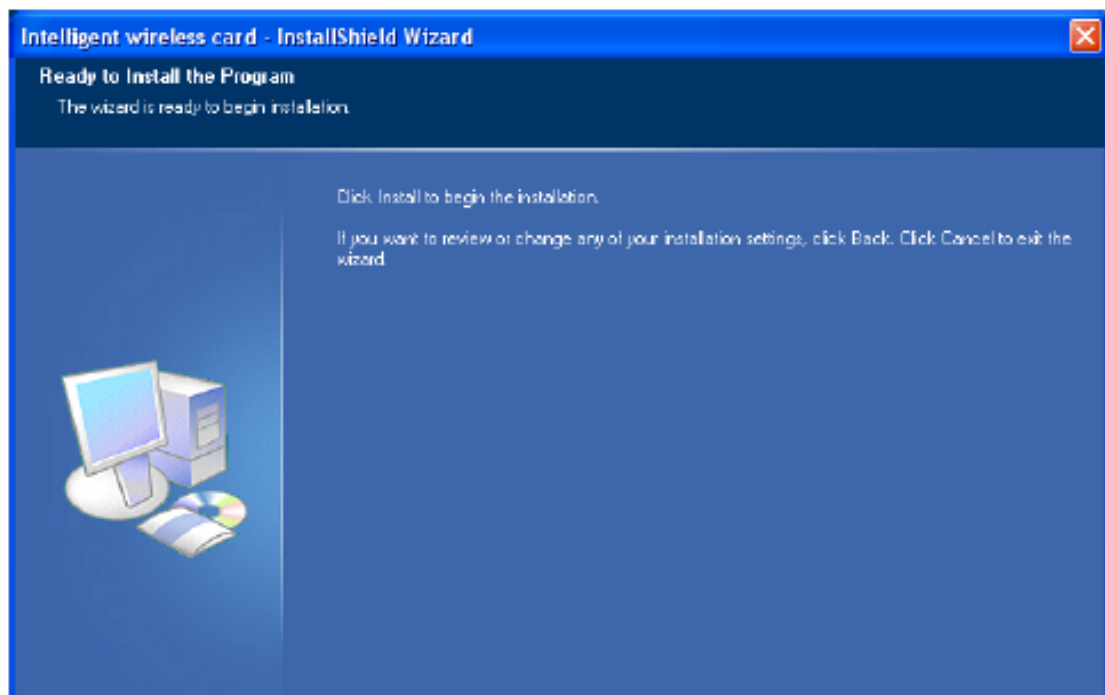 Intelligent wireless card - InstallShield Wizard
Ready to Install the Program
The wizard is ready to begin installation.
Click Install to begin the installation.
If you want to review or change any of your installation settings, click Back. Click Cancel to exit the
wizard.